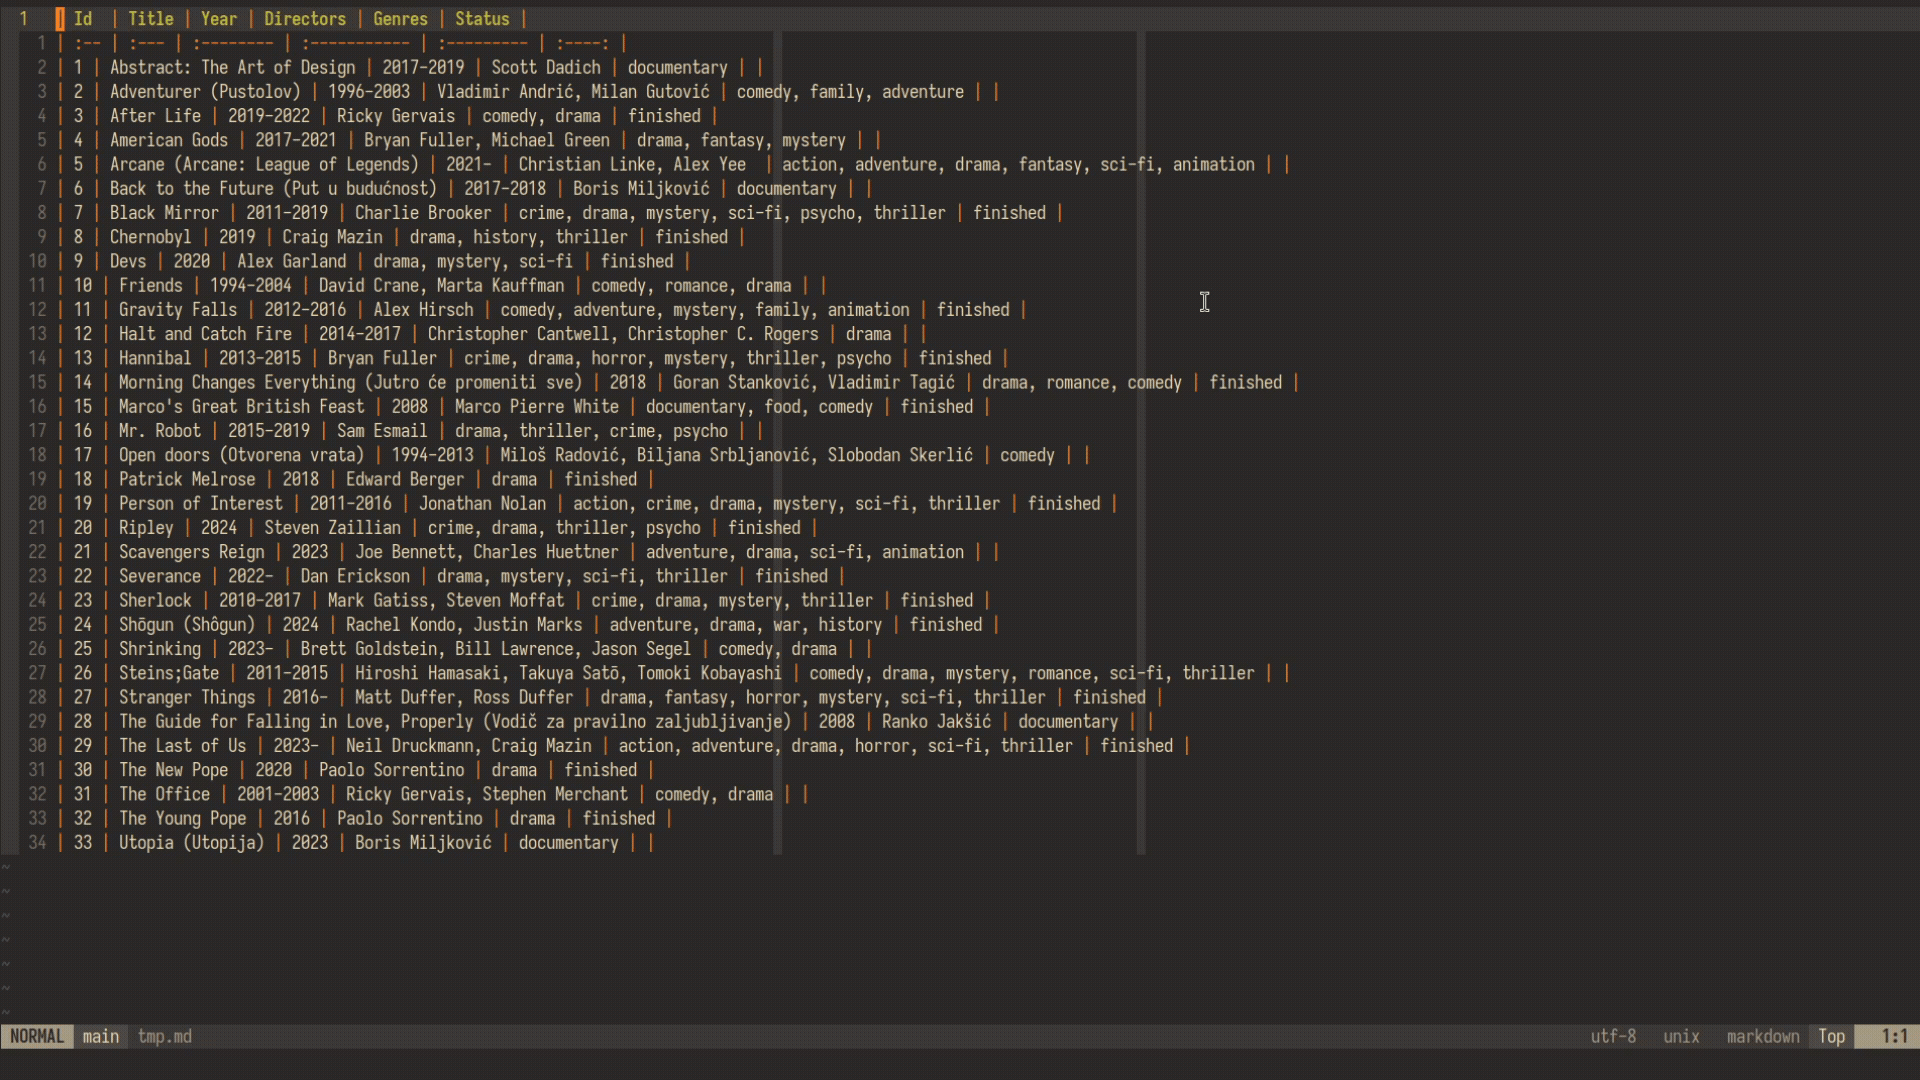 1 | Id | Title | Year | Directors | Genres | Status |
1 | :-- | :--- | :-------- | :----------- | :--------- | :----: |
2 | 1 | Abstract: The Art of Design | 2017-2019 | Scott Dadich | documentary | |
3 | 2 | Adventurer (Pustolov) | 1996-2003 | Vladimir Andrić, Milan Gutović | comedy, family, adventure | |
4 | 3 | After Life | 2019-2022 | Ricky Gervais | comedy, drama | finished |
5 | 4 | American Gods | 2017-2021 | Bryan Fuller, Michael Green | drama, fantasy, mystery | |
6 | 5 | Arcane (Arcane: League of Legends) | 2021- | Christian Linke, Alex Yee | action, adventure, drama, fantasy, sci-fi, animation | |
7 | 6 | Back to the Future (Put u budućnost) | 2017-2018 | Boris Miljković | documentary | |
8 | 7 | Black Mirror | 2011-2019 | Charlie Brooker | crime, drama, mystery, sci-fi, psycho, thriller | finished |
9 | 8 | Chernobyl | 2019 | Craig Mazin | drama, history, thriller | finished |
10 | 9 | Devs | 2020 | Alex Garland | drama, mystery, sci-fi | finished |
11 | 10 | Friends | 1994-2004 | David Crane, Marta Kauffman | comedy, romance, drama | |
12 | 11 | Gravity Falls | 2012-2016 | Alex Hirsch | comedy, adventure, mystery, family, animation | finished |
13 | 12 | Halt and Catch Fire | 2014-2017 | Christopher Cantwell, Christopher C. Rogers | drama | |
14 | 13 | Hannibal | 2013-2015 | Bryan Fuller | crime, drama, horror, mystery, thriller, psycho | finished |
15 | 14 | Morning Changes Everything (Jutro će promeniti sve) | 2018 | Goran Stanković, Vladimir Tagić | drama, romance, comedy | finished |
16 | 15 | Marco's Great British Feast | 2008 | Marco Pierre White | documentary, food, comedy | finished |
17 | 16 | Mr. Robot | 2015-2019 | Sam Esmail | drama, thriller, crime, psycho | |
18 | 17 | Open doors (Otvorena vrata) | 1994-2013 | Miloš Radović, Biljana Srbljanović, Slobodan Skerlić | comedy | |
19 | 18 | Patrick Melrose | 2018 | Edward Berger | drama | finished |
20 | 19 | Person of Interest | 2011-2016 | Jonathan Nolan | action, crime, drama, mystery, sci-fi, thriller | finished |
21 | 20 | Ripley | 2024 | Steven Zaillian | crime, drama, thriller, psycho | finished |
22 | 21 | Scavengers Reign | 2023 | Joe Bennett, Charles Huettner | adventure, drama, sci-fi, animation | |
23 | 22 | Severance | 2022- | Dan Erickson | drama, mystery, sci-fi, thriller | finished |
24 | 23 | Sherlock | 2010-2017 | Mark Gatiss, Steven Moffat | crime, drama, mystery, thriller | finished |
25 | 24 | Shōgun (Shôgun) | 2024 | Rachel Kondo, Justin Marks | adventure, drama, war, history | finished |
26 | 25 | Shrinking | 2023- | Brett Goldstein, Bill Lawrence, Jason Segel | comedy, drama | |
27 | 26 | Steins;Gate | 2011-2015 | Hiroshi Hamasaki, Takuya Satō, Tomoki Kobayashi | comedy, drama, mystery, romance, sci-fi, thriller | |
28 | 27 | Stranger Things | 2016- | Matt Duffer, Ross Duffer | drama, fantasy, horror, mystery, sci-fi, thriller | finished |
29 | 28 | The Guide for Falling in Love, Properly (Vodič za pravilno zaljubljivanje) | 2008 | Ranko Jakšić | documentary | |
30 | 29 | The Last of Us | 2023- | Neil Druckmann, Craig Mazin | action, adventure, drama, horror, sci-fi, thriller | finished |
31 | 30 | The New Pope | 2020 | Paolo Sorrentino | drama | finished |
32 | 31 | The Office | 2001-2003 | Ricky Gervais, Stephen Merchant | comedy, drama | |
33 | 32 | The Young Pope | 2016 | Paolo Sorrentino | drama | finished |
34 | 33 | Utopia (Utopija) | 2023 | Boris Miljković | documentary | |
~
~
~
~
~
~
~
NORMAL main tmp.md utf-8 unix markdown Top 1:1